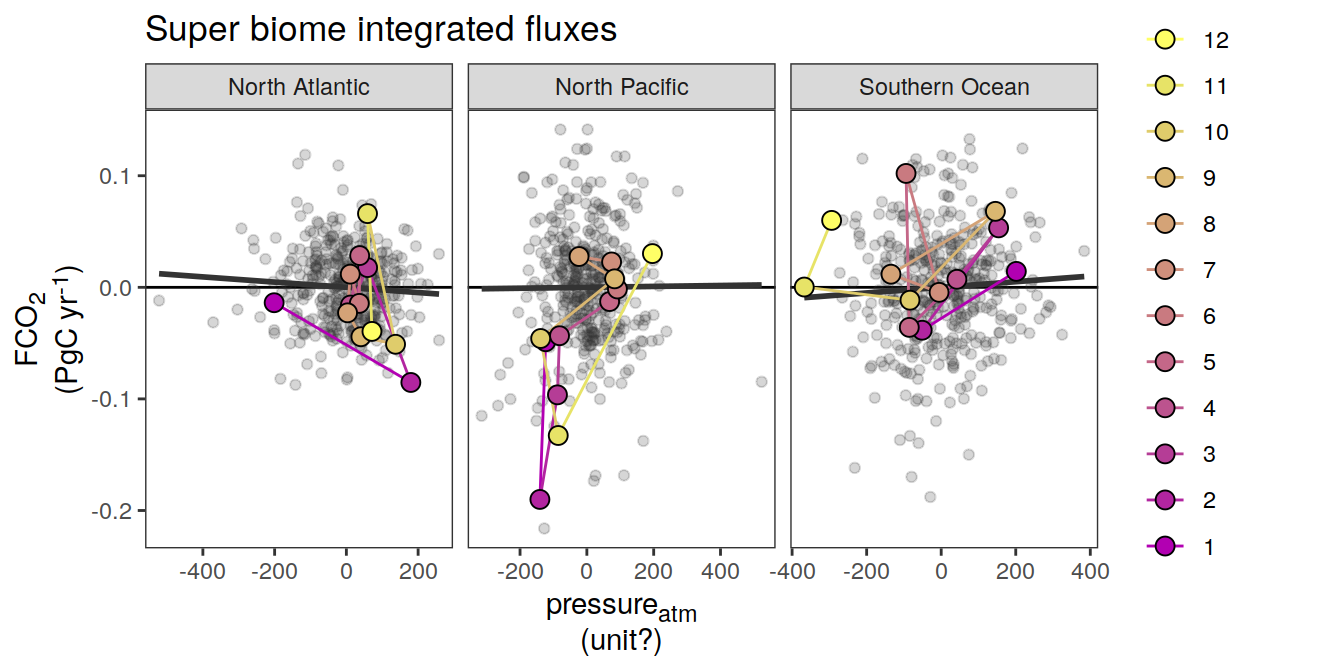 Super biome integrated fluxes
North Atlantic
North Pacific
Southern Ocean
FCO₂
(PgC yr⁻¹)
0.1
0.0
-0.1
-0.2
-400 -200 0 200
-200 0 200 400
-400 -200 0 200 400
pressureₐₜₘ
(unit?)
12
11
10
9
8
7
6
5
4
3
2
1